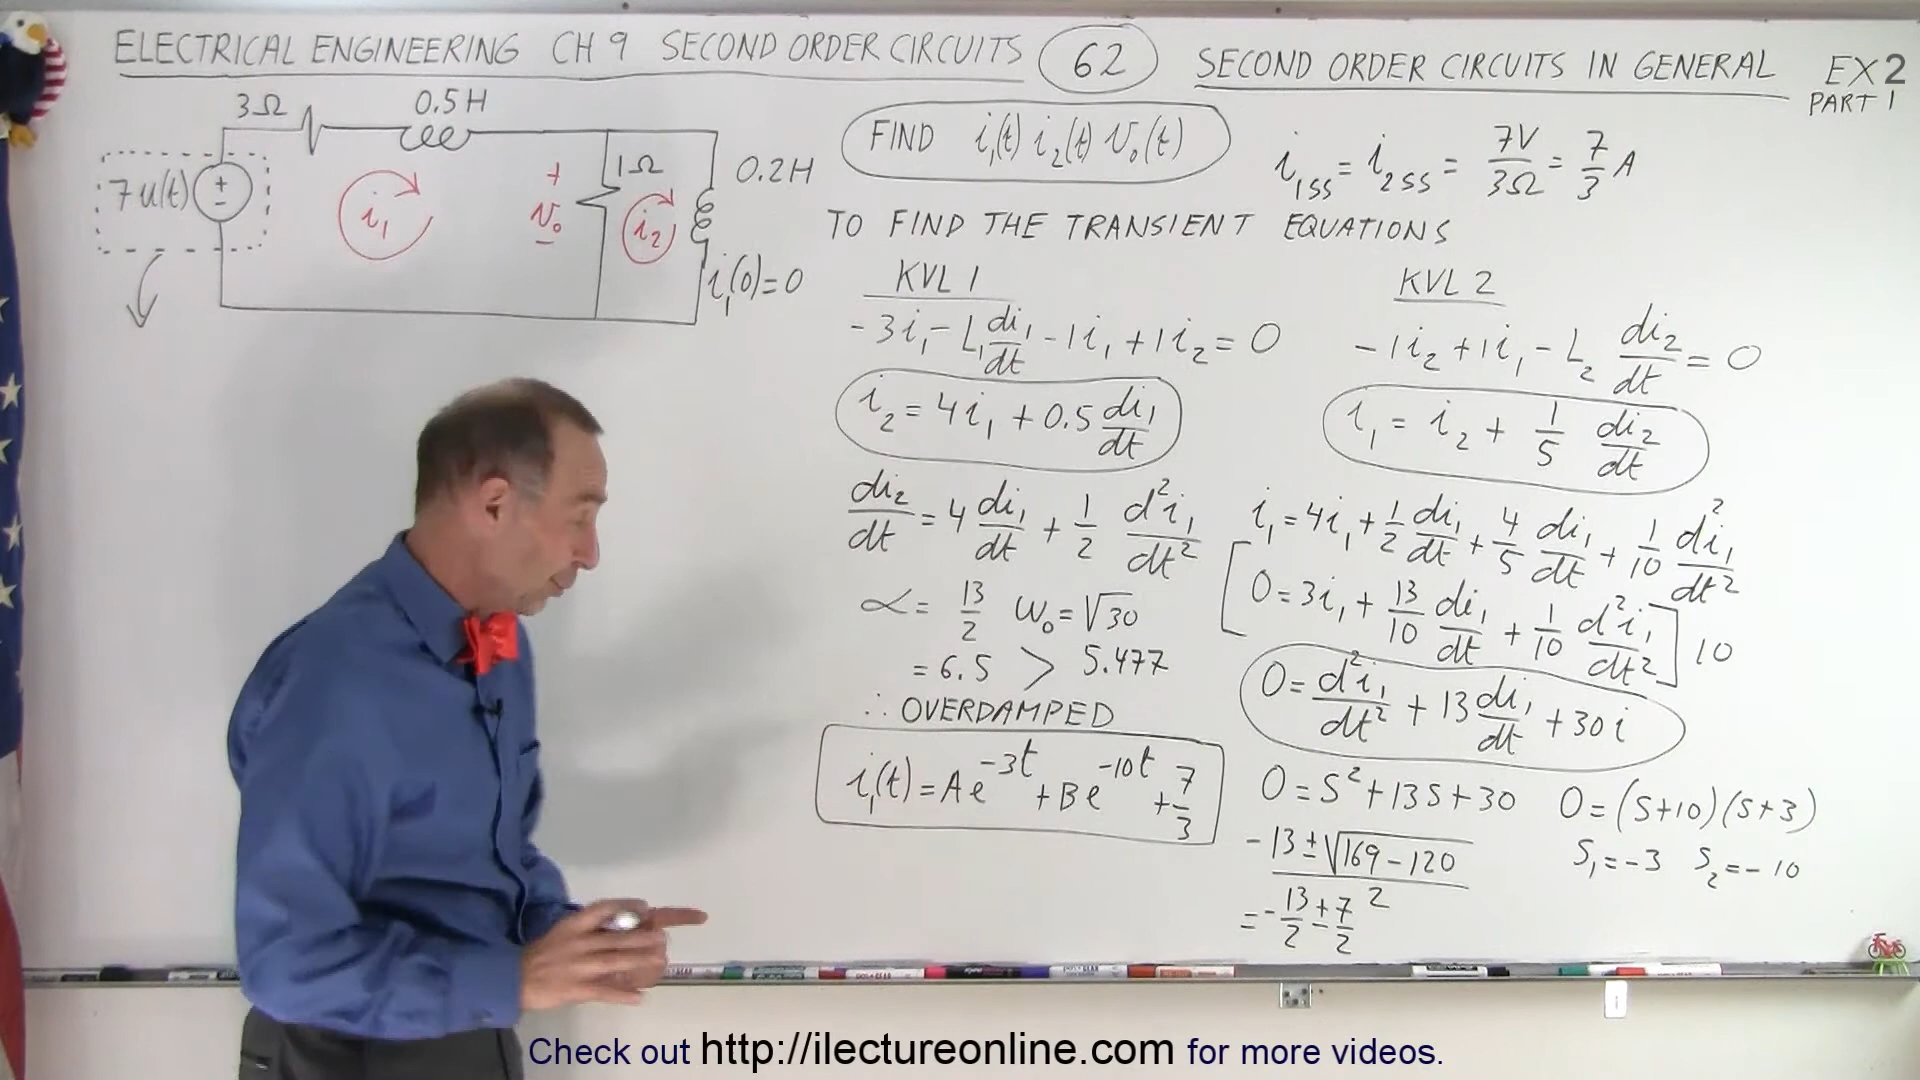 ELECTRICAL ENGINEERING CH 9 SECOND ORDER CIRCUITS 62 SECOND ORDER CIRCUITS IN GENERAL EX 2
PART 1
3Ω 0.5H
7u(t) + - i₁ + v₀ - 1Ω i₂ 0.2H
i₁(0)=0
FIND i₁(t) i₂(t) v₀(t)
i₁ss = i₂ss = 7V/3Ω = 7/3 A
TO FIND THE TRANSIENT EQUATIONS
KVL 1
-3i₁ - L₁ di₁/dt - 1i₁ + 1i₂ = 0
i₂ = 4i₁ + 0.5 di₁/dt
di₂/dt = 4 di₁/dt + 1/2 d²i₁/dt²
α = 13/2 ω₀ = √30
= 6.5 > 5.477
∴ OVERDAMPED
i₁(t) = Ae^-3t + Be^-10t + 7/3
KVL 2
-1i₂ + 1i₁ - L₂ di₂/dt = 0
i₁ = i₂ + 1/5 di₂/dt
i₁ = 4i₁ + 1/2 di₁/dt + 4/5 di₁/dt + 1/10 d²i₁/dt²
[0 = 3i₁ + 13/10 di₁/dt + 1/10 d²i₁/dt²] 10
0 = d²i₁/dt² + 13 di₁/dt + 30i
0 = S² + 13S + 30 0 = (S+10)(S+3)
-13 ± √169-120 / 2 S₁ = -3 S₂ = -10
= -13/2 ± 7/2
Check out http://ilectureonline.com for more videos.